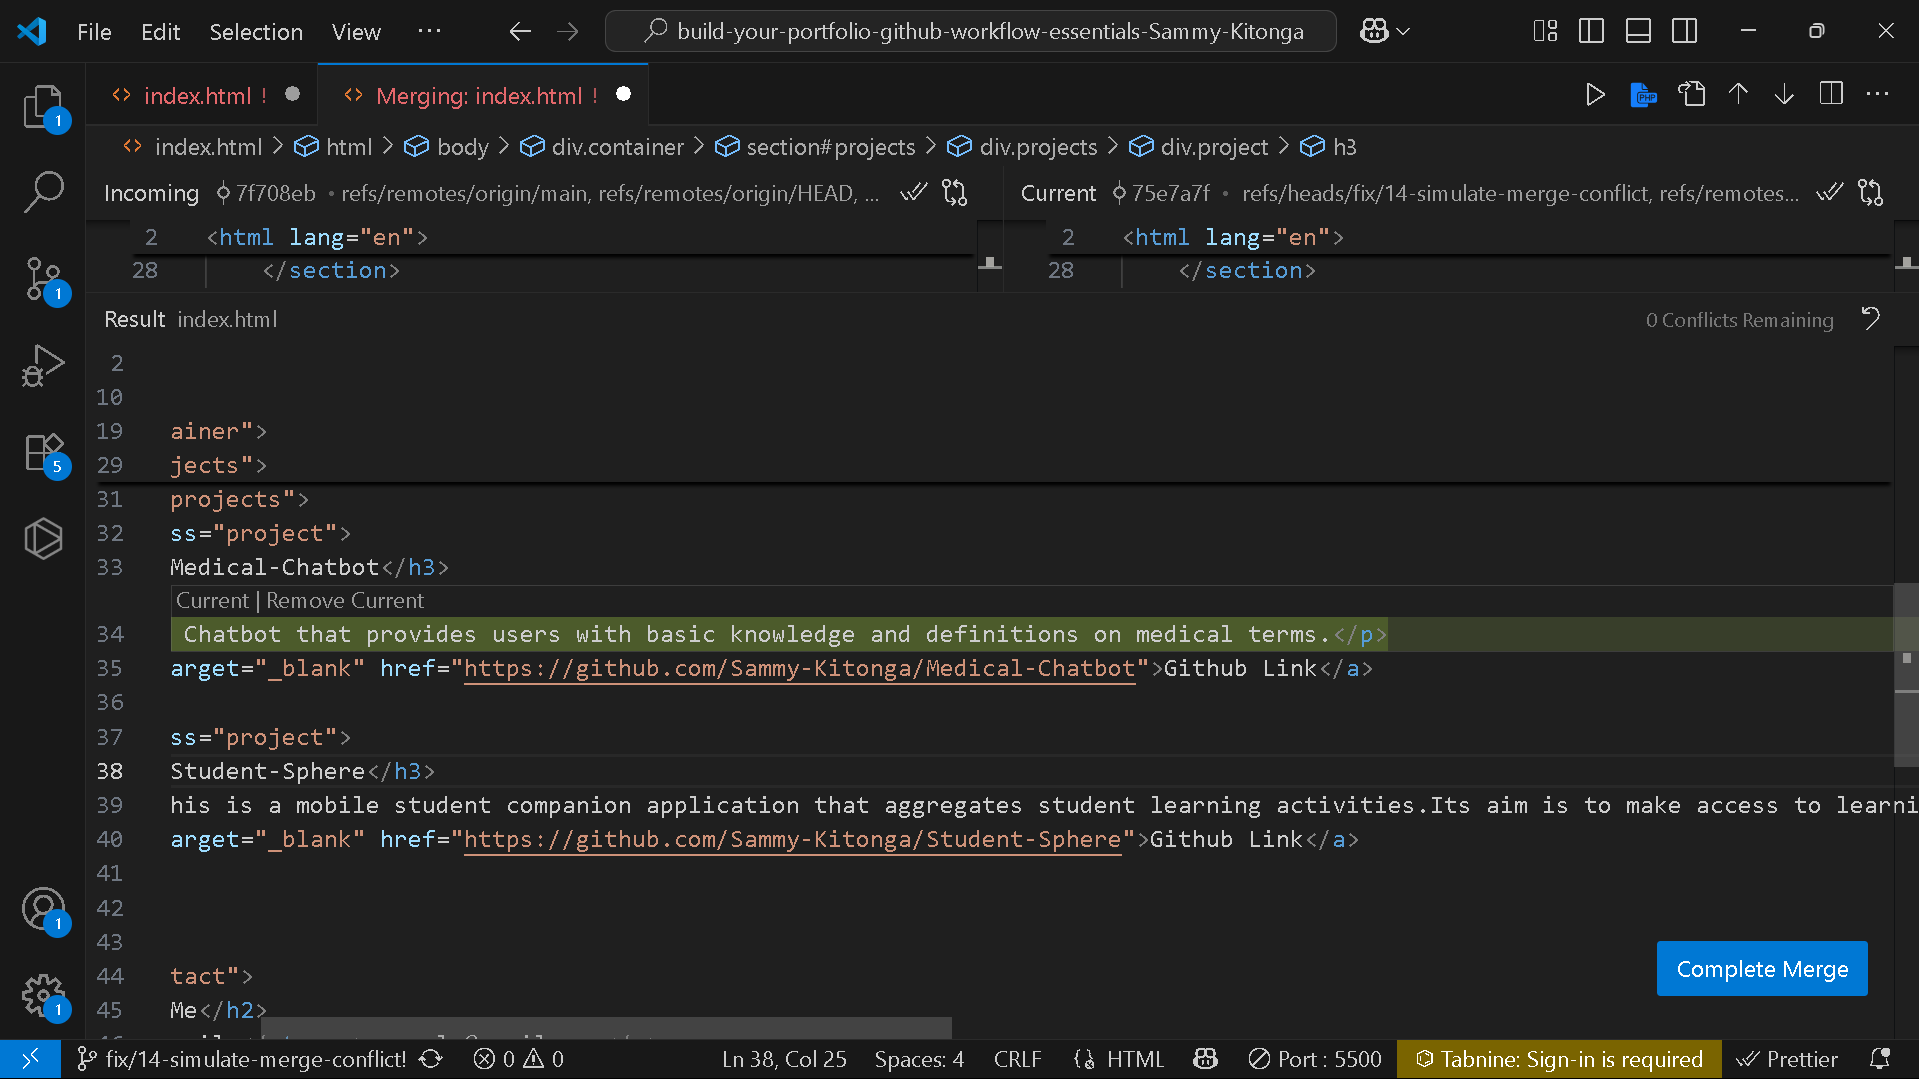 File Edit Selection View ··· build-your-portfolio-github-workflow-essentials-Sammy-Kitonga
index.html ! Merging: index.html !
index.html > html > body > div.container > section#projects > div.projects > div.project > h3
Incoming 7f708eb • refs/remotes/origin/main, refs/remotes/origin/HEAD, ...
Current 75e7a7f • refs/heads/fix/14-simulate-merge-conflict, refs/remotes...
2 <html lang="en">
28 </section>
2 <html lang="en">
28 </section>
Result index.html
0 Conflicts Remaining
2
10
19 ainer">
29 jects">
31 projects">
32 ss="project">
33 Medical-Chatbot</h3>
Current | Remove Current
34 Chatbot that provides users with basic knowledge and definitions on medical terms.</p>
35 arget="_blank" href="https://github.com/Sammy-Kitonga/Medical-Chatbot">Github Link</a>
36
37 ss="project">
38 Student-Sphere</h3>
39 his is a mobile student companion application that aggregates student learning activities.Its aim is to make access to learni
40 arget="_blank" href="https://github.com/Sammy-Kitonga/Student-Sphere">Github Link</a>
41
42
43
44 tact">
45 Me</h2>
Complete Merge
1
1
5
1
1
fix/14-simulate-merge-conflict! 0 0 Ln 38, Col 25 Spaces: 4 CRLF {} HTML Port : 5500 Tabnine: Sign-in is required Prettier